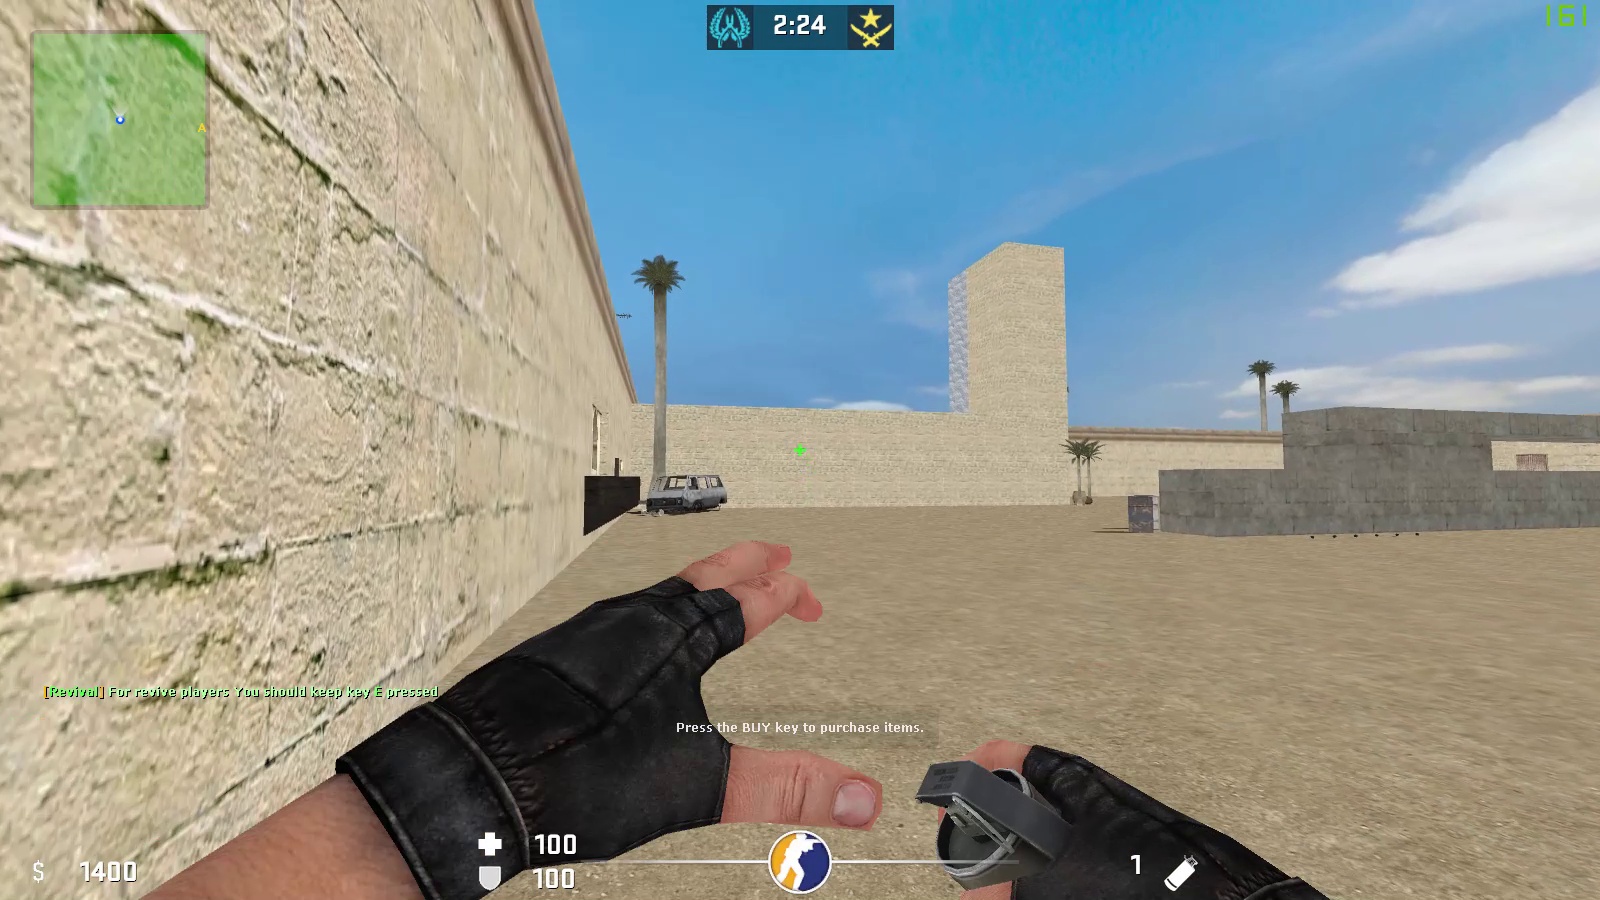 2:24
161
A
[Revival] For revive players You should keep key E pressed
Press the BUY key to purchase items.
100
100
$ 1400
1